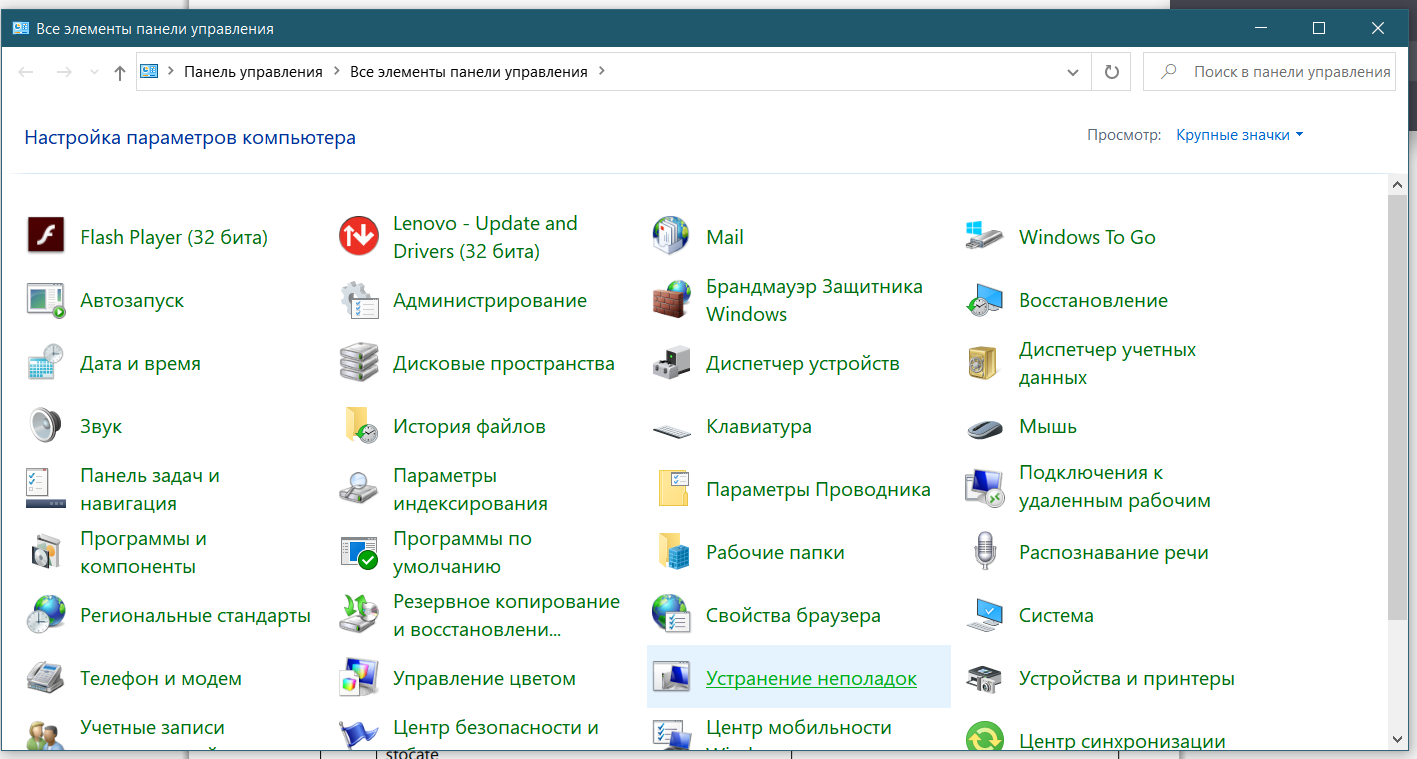 Все элементы панели управления
Панель управления
Все элементы панели управления
Поиск в панели управления
Настройка параметров компьютера
Просмотр:
Крупные значки
Flash Player (32 бита)
Lenovo - Update and
Drivers (32 бита)
Mail
Windows To Go
Автозапуск
Администрирование
Брандмауэр Защитника
Windows
Восстановление
Дата и время
Дисковые пространства
Диспетчер устройств
Диспетчер учетных
данных
Звук
История файлов
Клавиатура
Мышь
Панель задач и
навигация
Параметры
индексирования
Параметры Проводника
Подключения к
удаленным рабочим
Программы и
компоненты
Программы по
умолчанию
Рабочие папки
Распознавание речи
Региональные стандарты
Резервное копирование
и восстановлени...
Свойства браузера
Система
Телефон и модем
Управление цветом
Устранение неполадок
Устройства и принтеры
Учетные записи
Центр безопасности и
Центр мобильности
Центр синхронизации
stocate